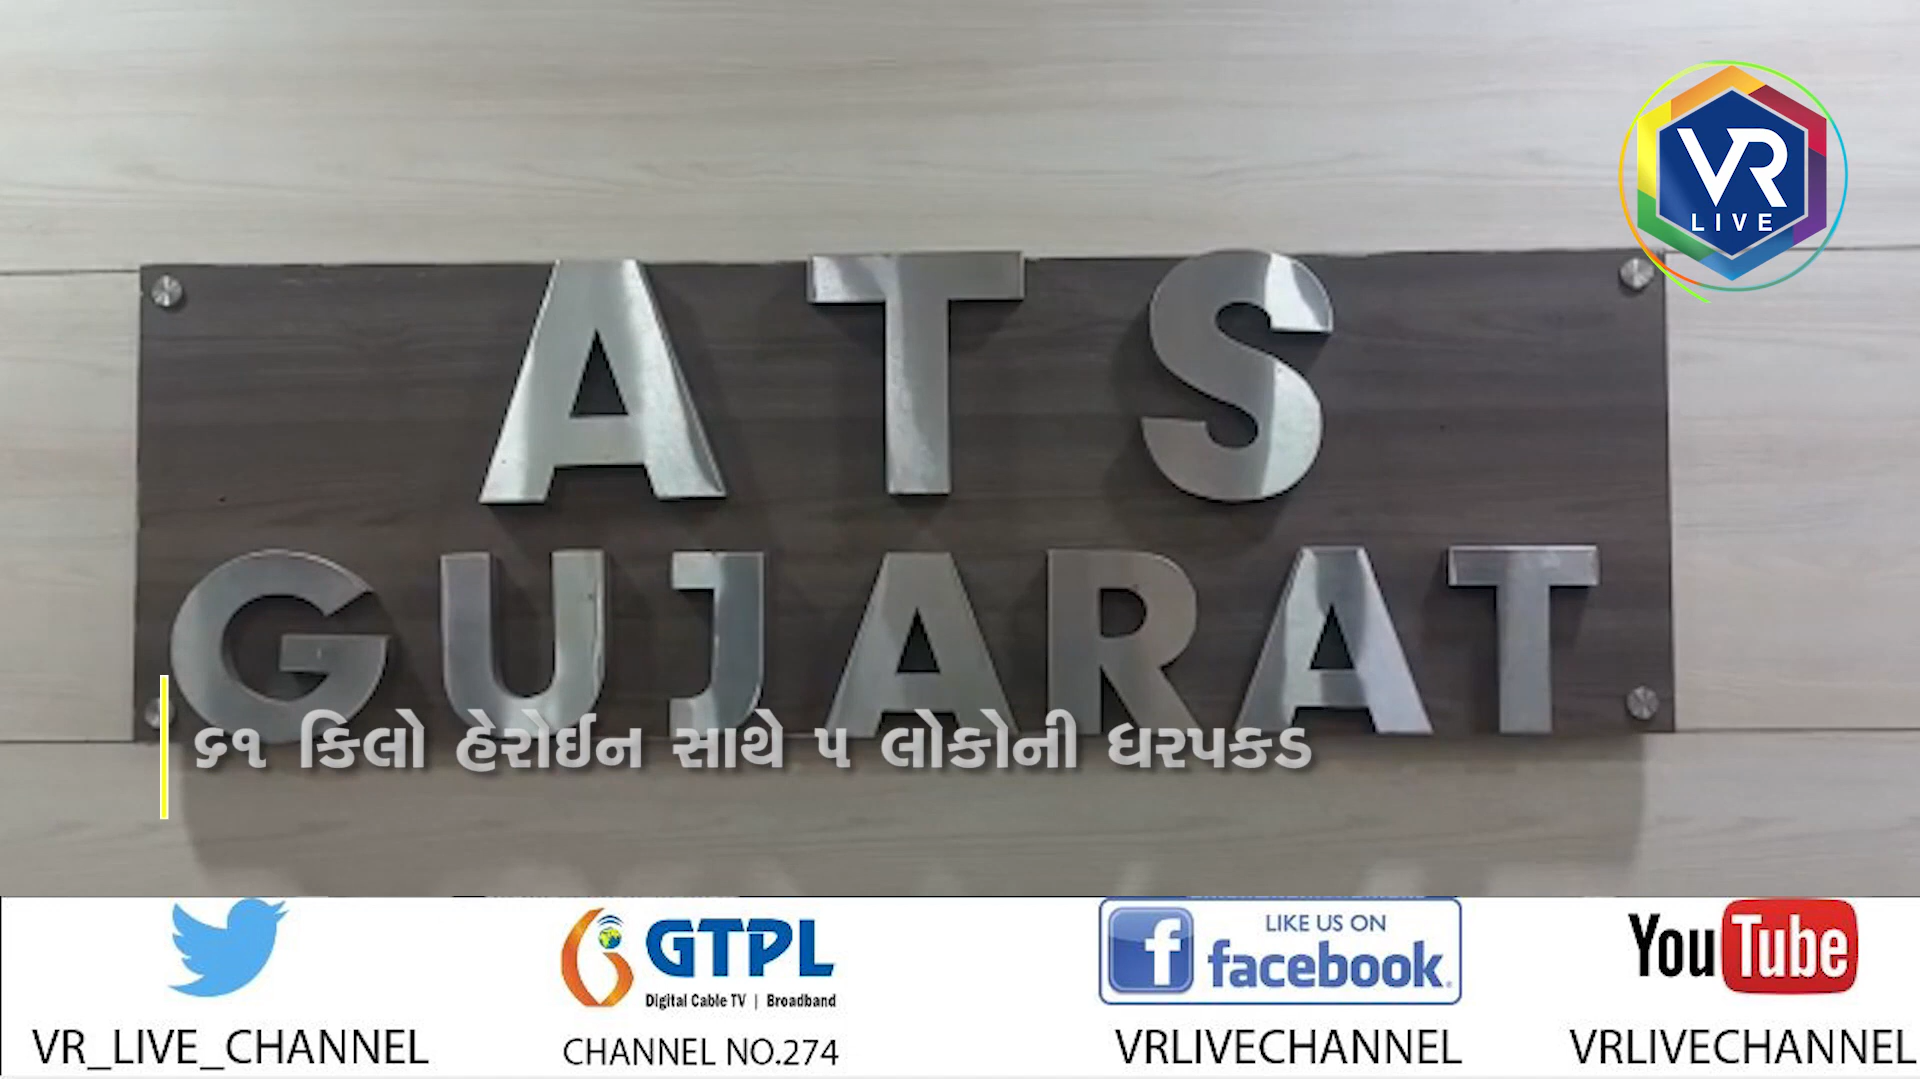 VR
LIVE
ATS
GUJARAT
૬૧ કિલો હેરોઈન સાથે ૫ લોકોની ધરપકડ
GTPL
Digital Cable TV | Broadband
LIKE US ON
facebook
YouTube
VR_LIVE_CHANNEL
CHANNEL NO.274
VRLIVECHANNEL
VRLIVECHANNEL